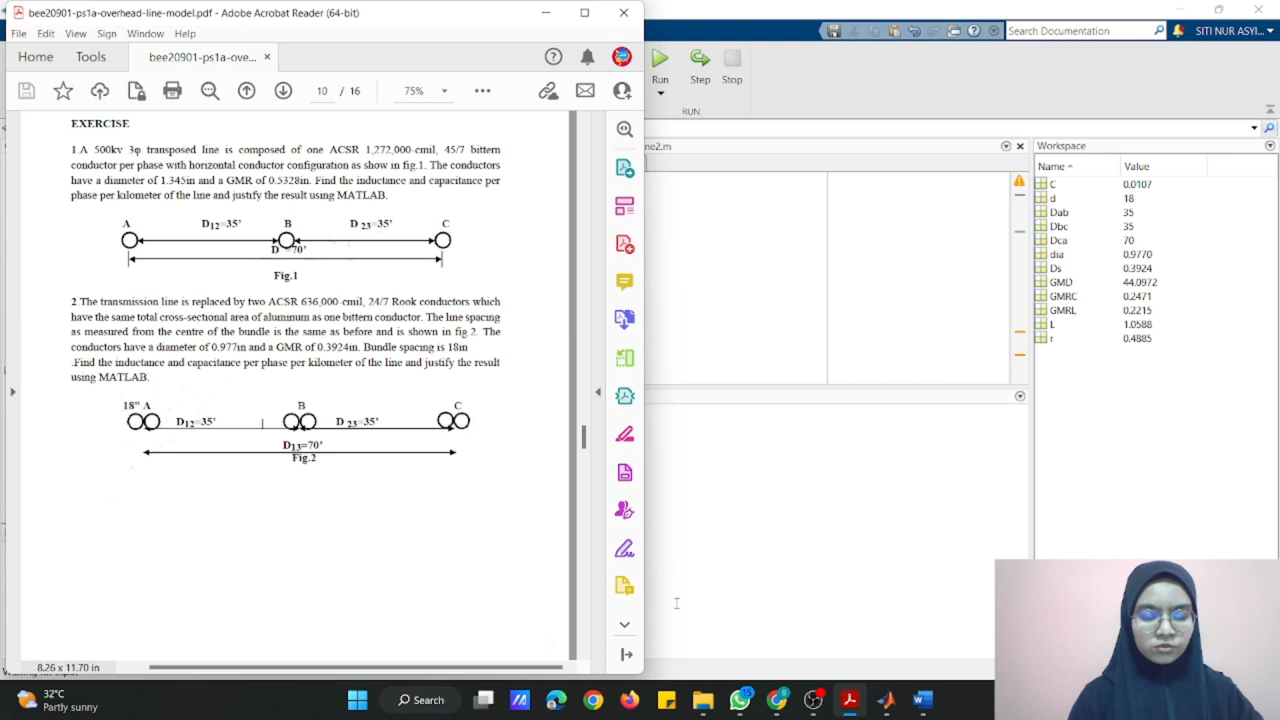 bee20901-ps1a-overhead-line-model.pdf - Adobe Acrobat Reader (64-bit)
File Edit View Sign Window Help
Home Tools bee20901-ps1a-ove... ×
10 / 16 75%
EXERCISE
1 A 500kv 3φ transposed line is composed of one ACSR 1,272,000-cmil, 45/7 bittern
conductor per phase with horizontal conductor configuration as show in fig.1. The conductors
have a diameter of 1.345in and a GMR of 0.5328in. Find the inductance and capacitance per
phase per kilometer of the line and justify the result using MATLAB.
A D12=35' B D 23=35' C
D =70'
Fig.1
2 The transmission line is replaced by two ACSR 636,000-cmil, 24/7 Rook conductors which
have the same total cross-sectional area of aluminum as one bittern conductor. The line spacing
as measured from the centre of the bundle is the same as before and is shown in fig.2. The
conductors have a diameter of 0.977in and a GMR of 0.3924in. Bundle spacing is 18in
.Find the inductance and capacitance per phase per kilometer of the line and justify the result
using MATLAB.
18" A B C
D12=35' D 23=35'
D13=70'
Fig.2
8.26 x 11.70 in
Search Documentation
SITI NUR ASYI...
Run Step Stop
RUN
ne2.m
Workspace
Name Value
C 0.0107
d 18
Dab 35
Dbc 35
Dca 70
dia 0.9770
Ds 0.3924
GMD 44.0972
GMRC 0.2471
GMRL 0.2215
L 1.0588
r 0.4885
32°C
Partly sunny
Search
15